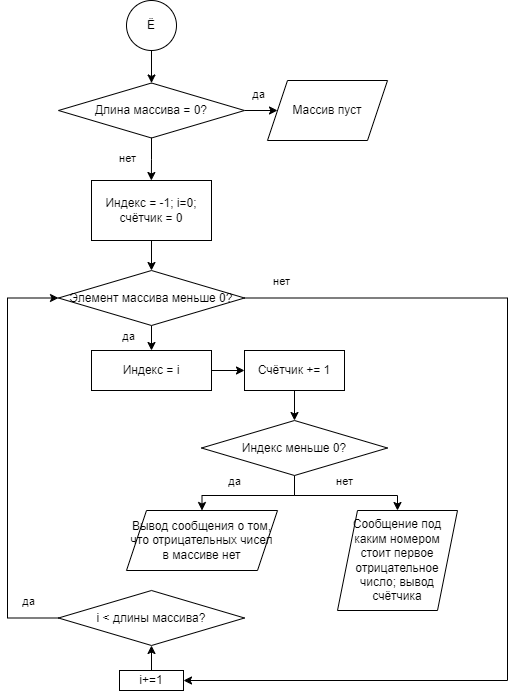 Ё
Длина массива = 0?
да
Массив пуст
нет
Индекс = -1; i=0;
счётчик = 0
Элемент массива меньше 0?
нет
да
Индекс = i
Счётчик += 1
Индекс меньше 0?
да
нет
Вывод сообщения о том,
что отрицательных чисел
в массиве нет
Сообщение под
каким номером
стоит первое
отрицательное
число; вывод
счётчика
да
i < длины массива?
i+=1